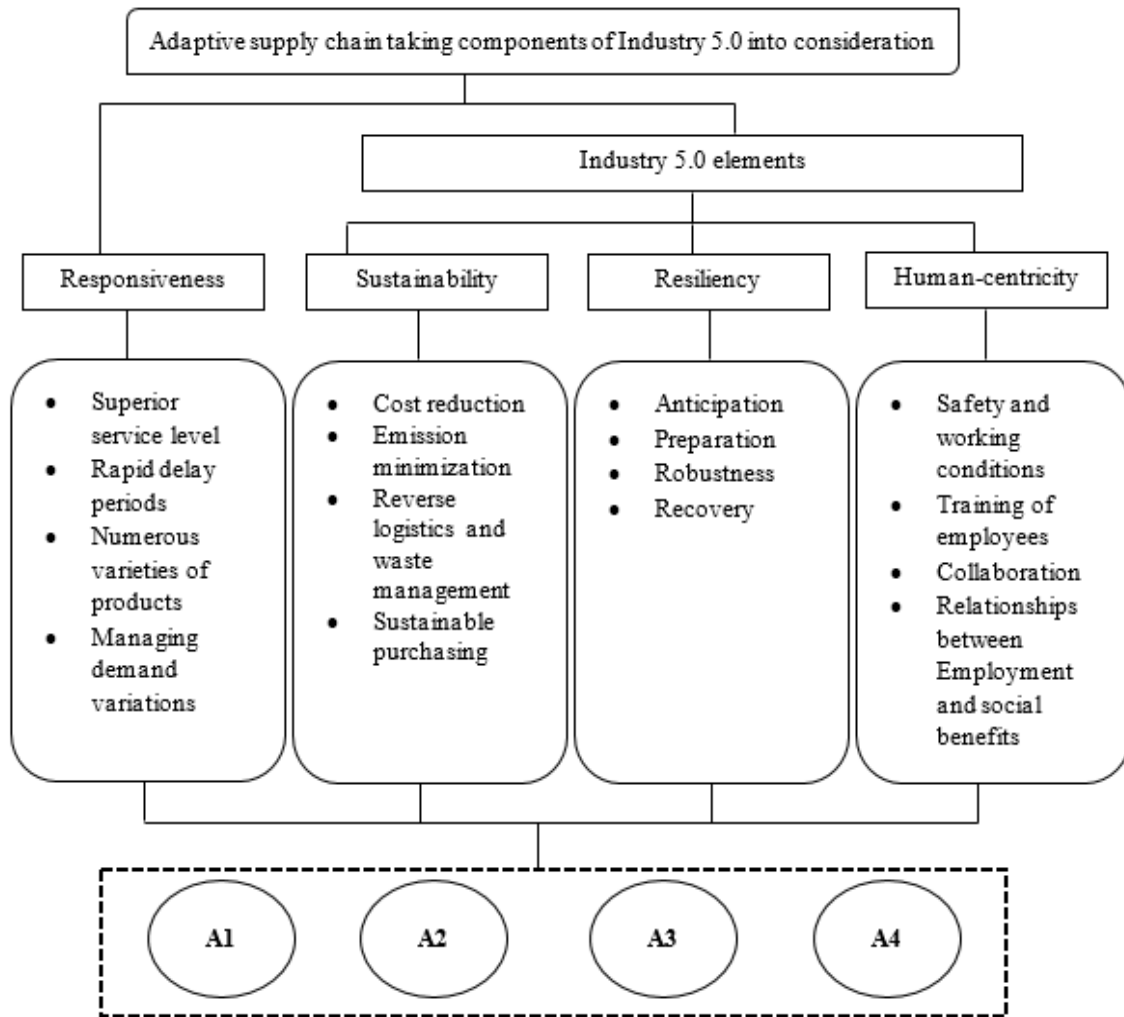 Adaptive supply chain taking components of Industry 5.0 into consideration
Industry 5.0 elements
Responsiveness
Sustainability
Resiliency
Human-centricity
• Superior
service level
• Rapid delay
periods
• Numerous
varieties of
products
• Managing
demand
variations
• Cost reduction
• Emission
minimization
• Reverse
logistics and
waste
management
• Sustainable
purchasing
• Anticipation
• Preparation
• Robustness
• Recovery
• Safety and
working
conditions
• Training of
employees
• Collaboration
• Relationships
between
Employment
and social
benefits
A1
A2
A3
A4